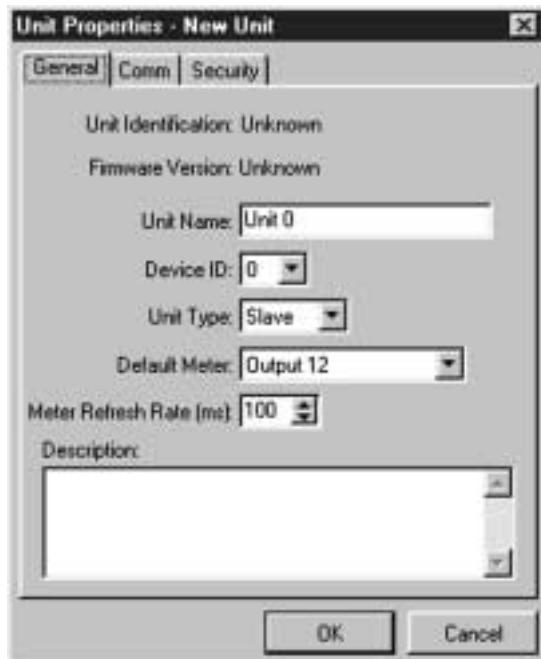 Unit Properties - New Unit
General Comm Security
Unit Identification: Unknown
Firmware Version: Unknown
Unit Name: Unit 0
Device ID: 0
Unit Type: Slave
Default Meter: Output 12
Meter Refresh Rate (ms): 100
Description:
OK Cancel